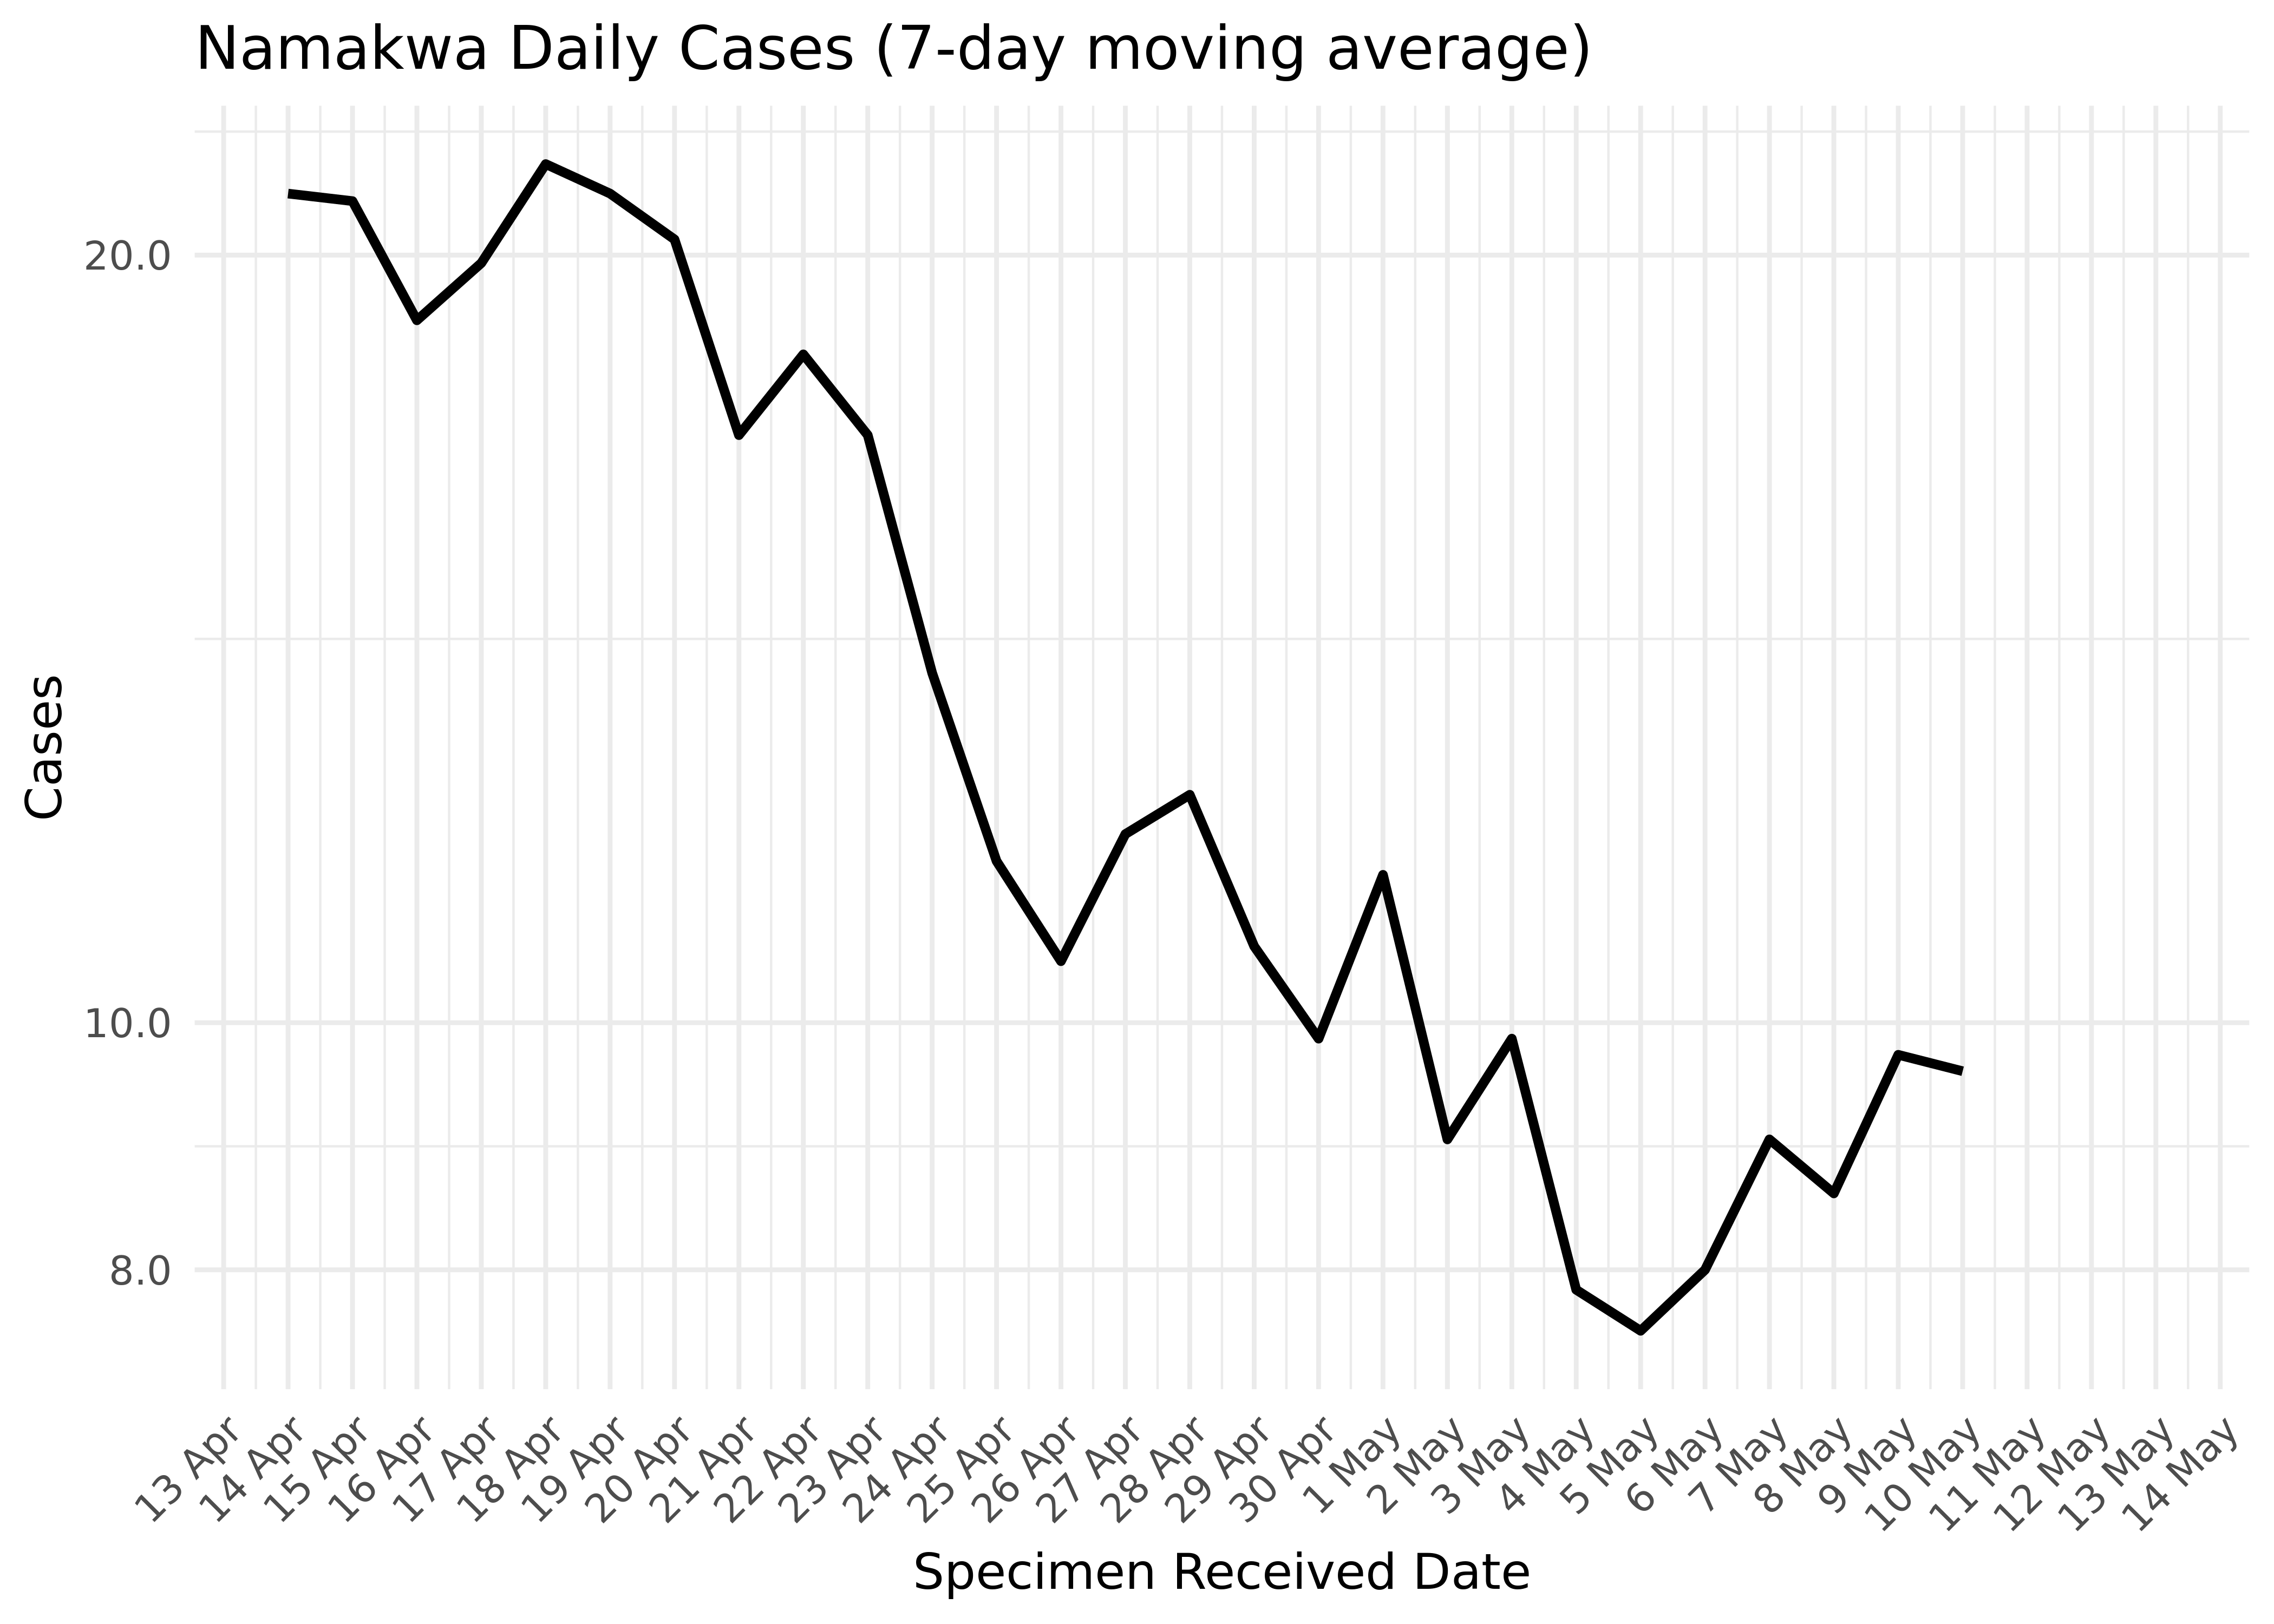 Namakwa Daily Cases (7-day moving average)
Cases
20.0
10.0
8.0
13 Apr
14 Apr
15 Apr
16 Apr
17 Apr
18 Apr
19 Apr
20 Apr
21 Apr
22 Apr
23 Apr
24 Apr
25 Apr
26 Apr
27 Apr
28 Apr
29 Apr
30 Apr
1 May
2 May
3 May
4 May
5 May
6 May
7 May
8 May
9 May
10 May
11 May
12 May
13 May
14 May
Specimen Received Date